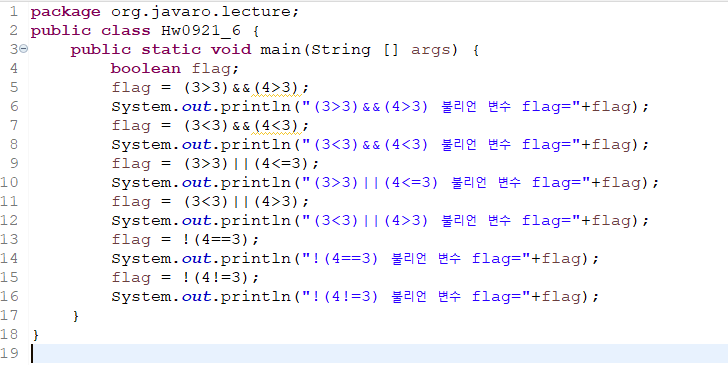 1 package org.javaro.lecture;
2 public class Hw0921_6 {
3 public static void main(String [] args) {
4 boolean flag;
5 flag = (3>3)&&(4>3);
6 System.out.println("(3>3)&&(4>3) 불리언 변수 flag="+flag);
7 flag = (3<3)&&(4<3);
8 System.out.println("(3<3)&&(4<3) 불리언 변수 flag="+flag);
9 flag = (3>3)||(4<=3);
10 System.out.println("(3>3)||(4<=3) 불리언 변수 flag="+flag);
11 flag = (3<3)||(4>3);
12 System.out.println("(3<3)||(4>3) 불리언 변수 flag="+flag);
13 flag = !(4==3);
14 System.out.println("!(4==3) 불리언 변수 flag="+flag);
15 flag = !(4!=3);
16 System.out.println("!(4!=3) 불리언 변수 flag="+flag);
17 }
18 }
19